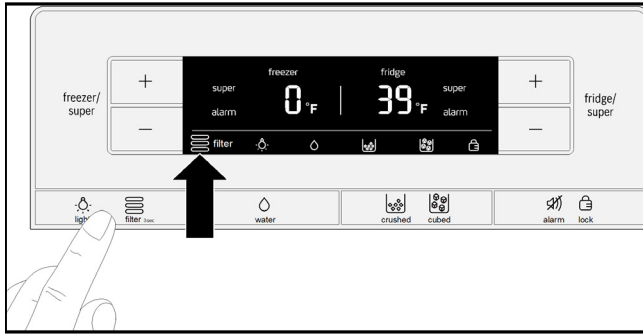 freezer/
super
+
−
freezer
super
alarm
0 °F
fridge
39 °F
super
alarm
filter
+
−
fridge/
super
light
filter 3sec
water
crushed
cubed
alarm
lock